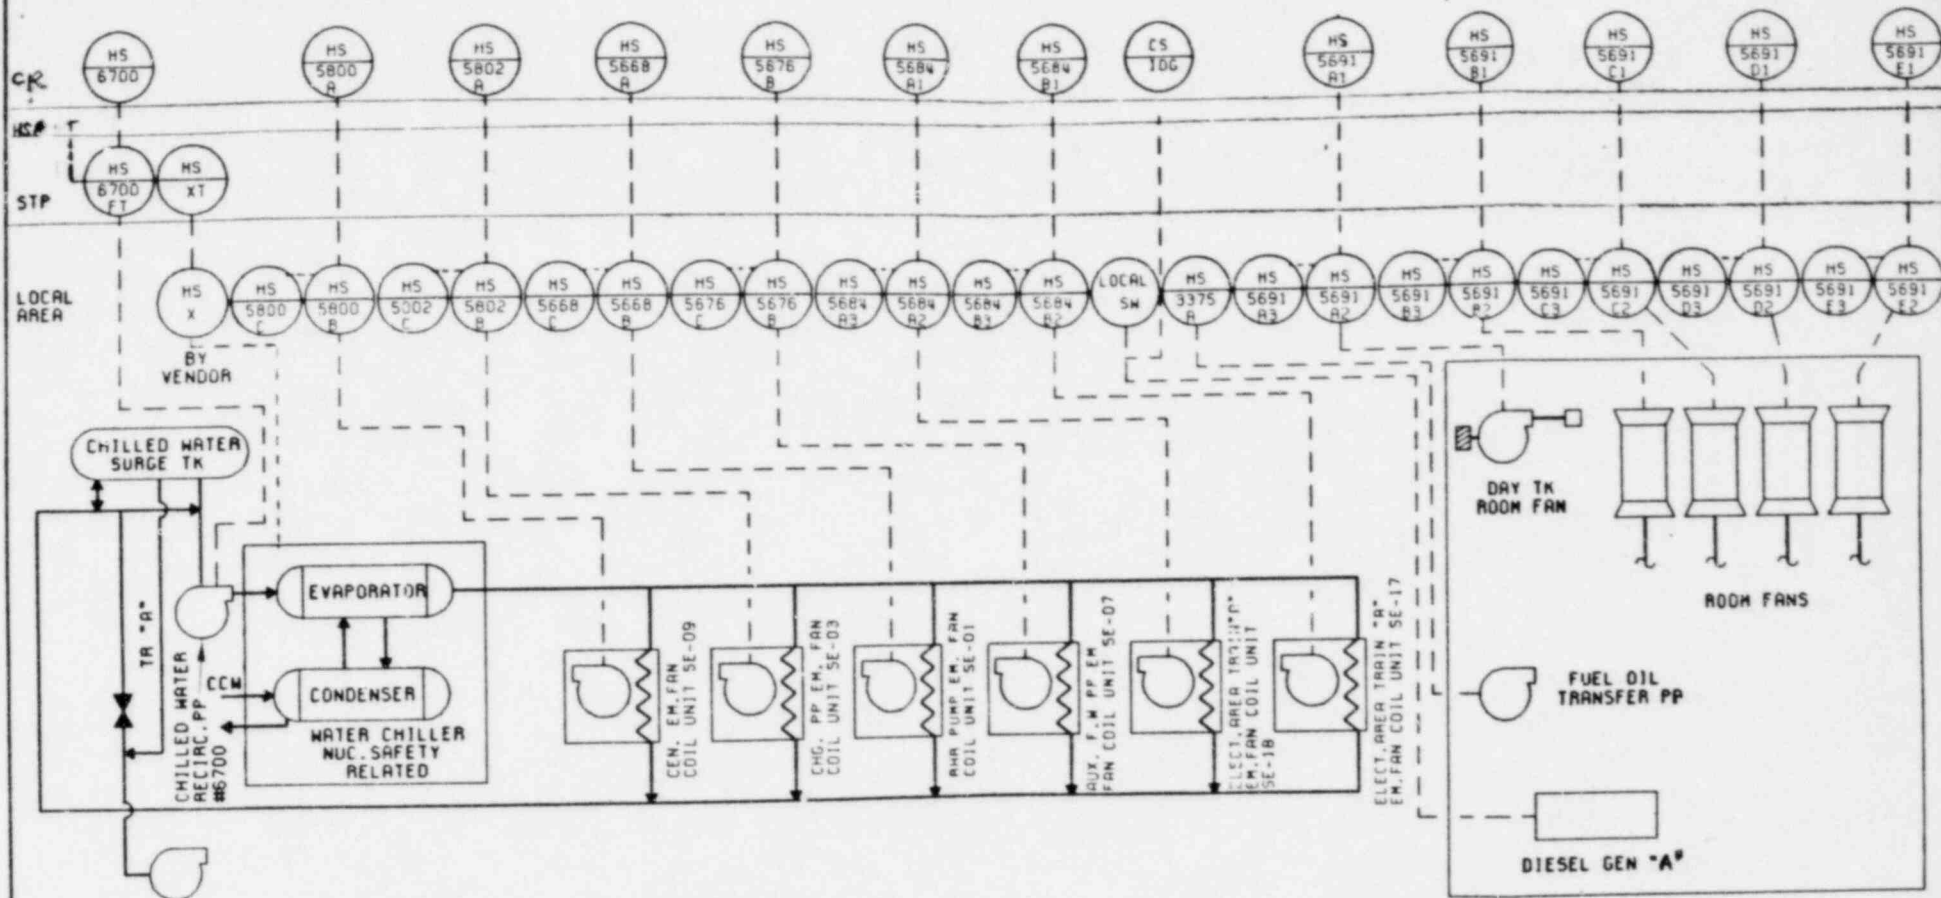 CR
HS
6700
HS
5800
A
HS
5802
A
HS
5668
A
HS
5676
B
HS
5684
A1
HS
5684
B1
CS
IDG
HS
5691
A1
HS
5691
B1
HS
5691
C1
HS
5691
D1
HS
5691
E1
STP
HS
6700
FT
HS
XT
LOCAL
AREA
HS
X
HS
5800
C
HS
5800
B
HS
5002
C
HS
5802
B
HS
5668
C
HS
5668
B
HS
5676
C
HS
5676
B
HS
5684
A3
HS
5684
A2
HS
5684
B3
HS
5684
B2
LOCAL
SW
HS
3375
A
HS
5691
A3
HS
5691
A2
HS
5691
B3
HS
5691
B2
HS
5691
C3
HS
5691
C2
HS
5691
D3
HS
5691
D2
HS
5691
E3
HS
5691
E2
BY
VENDOR
CHILLED WATER
SURGE TK
TR "A"
CHILLED WATER
RECIRC. PP
#6700
EVAPORATOR
CCW
CONDENSER
WATER CHILLER
NUC. SAFETY
RELATED
CEN. EM. FAN
COIL UNIT SE-09
CHG. PP EM. FAN
COIL UNIT SE-03
RHR PUMP EM. FAN
COIL UNIT SE-01
AUX. F.W PP EM
FAN COIL UNIT SE-07
ELECT. AREA
EM. FAN COIL UNIT
SE-18
ELECT. AREA TRAIN "A"
EM. FAN COIL UNIT SE-17
DAY TK
ROOM FAN
ROOM FANS
FUEL OIL
TRANSFER PP
DIESEL GEN "A"